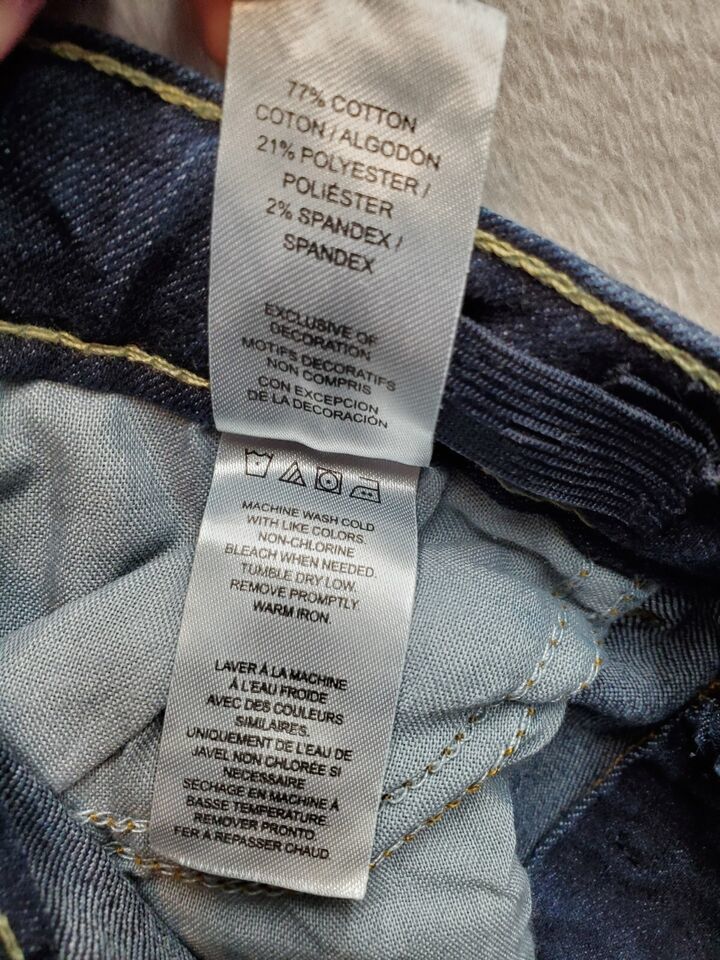 77% COTTON
COTON / ALGODÓN
21% POLYESTER /
POLIÉSTER
2% SPANDEX /
SPANDEX
EXCLUSIVE OF
DECORATION
MOTIFS DECORATIFS
NON COMPRIS
CON EXCEPCION
DE LA DECORACIÓN
MACHINE WASH COLD
WITH LIKE COLORS.
NON-CHLORINE
BLEACH WHEN NEEDED.
TUMBLE DRY LOW.
REMOVE PROMPTLY.
WARM IRON.
LAVER À LA MACHINE
À L'EAU FROIDE
AVEC DES COULEURS
SIMILAIRES.
UNIQUEMENT DE L'EAU DE
JAVEL NON CHLORÉE SI
NECESSAIRE
SÉCHAGE EN MACHINE À
BASSE TEMPÉRATURE.
REMOVER PRONTO
FER A REPASSER CHAUD